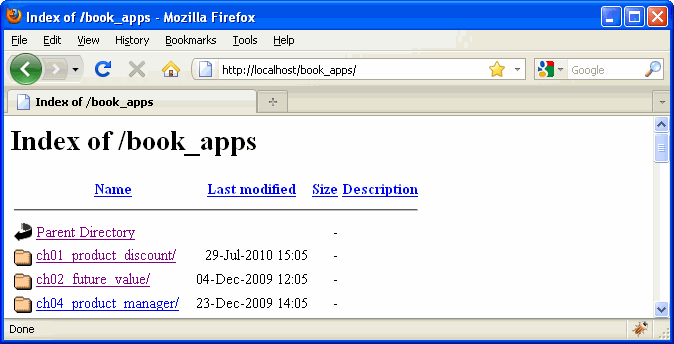 Index of /book_apps - Mozilla Firefox
File Edit View History Bookmarks Tools Help
http://localhost/book_apps/ Google
Index of /book_apps
Index of /book_apps
Name Last modified Size Description
Parent Directory -
ch01_product_discount/ 29-Jul-2010 15:05 -
ch02_future_value/ 04-Dec-2009 12:05 -
ch04_product_manager/ 23-Dec-2009 14:05 -
Done